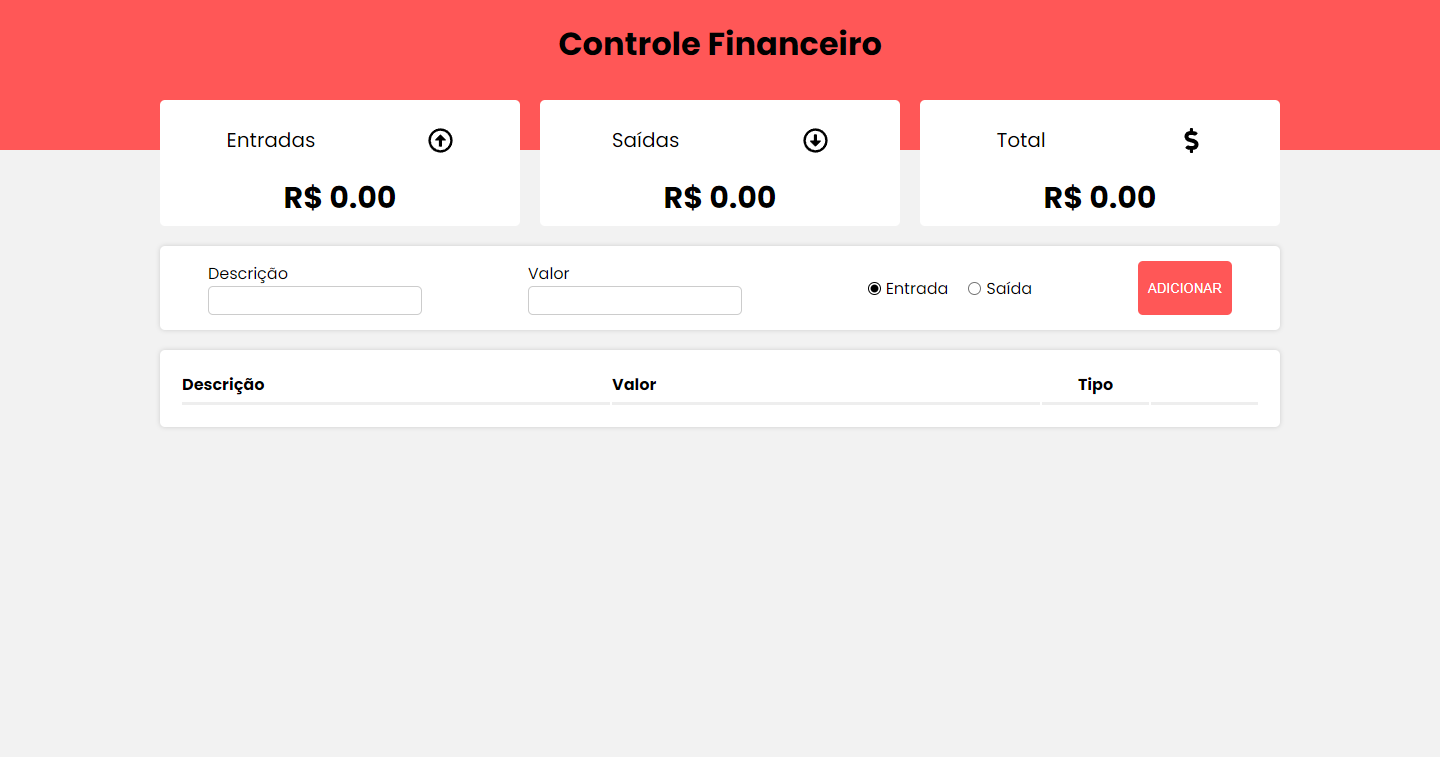 Controle Financeiro
Entradas
R$ 0.00
Saídas
R$ 0.00
Total
$
R$ 0.00
Descrição
Valor
Entrada
Saída
ADICIONAR
Descrição Valor Tipo